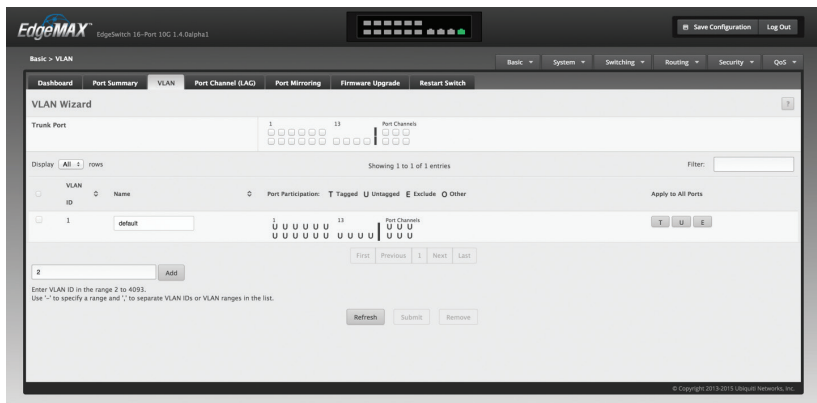 EdgeMAX™ EdgeSwitch 16-Port 10G 1.4.0alpha1
Save Configuration Log Out
Basic > VLAN
Basic System Switching Routing Security QoS
Dashboard Port Summary VLAN Port Channel (LAG) Port Mirroring Firmware Upgrade Restart Switch
VLAN Wizard ?
Trunk Port
1 13 Port Channels
Display All rows Showing 1 to 1 of 1 entries Filter:
VLAN ID Name Port Participation: T Tagged U Untagged E Exclude O Other Apply to All Ports
1 13 Port Channels
1 default U U U U U U U U U T U E
U U U U U U U U U U U U U
First Previous 1 Next Last
2 Add
Enter VLAN ID in the range 2 to 4093.
Use '-' to specify a range and ',' to separate VLAN IDs or VLAN ranges in the list.
Refresh Submit Remove
© Copyright 2013-2015 Ubiquiti Networks, Inc.